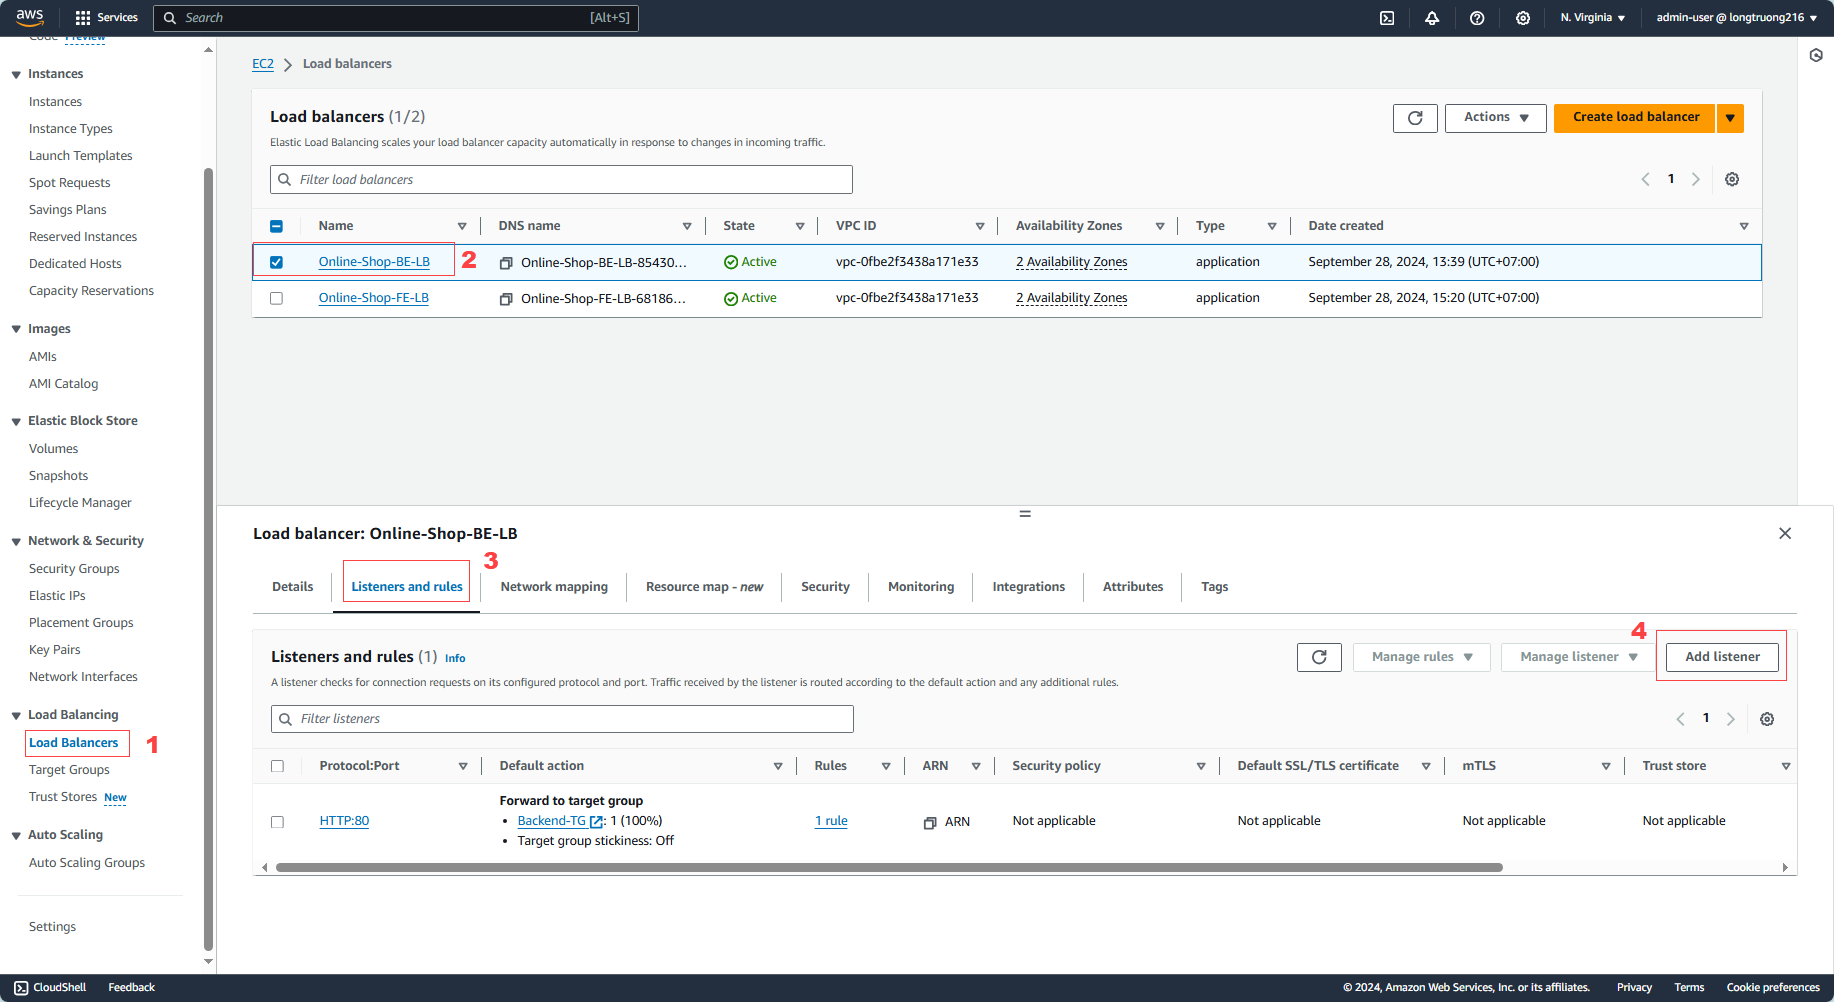 aws Services Search [Alt+S] N. Virginia admin-user @ longtruong216
Code Preview
Instances
Instances
Instance Types
Launch Templates
Spot Requests
Savings Plans
Reserved Instances
Dedicated Hosts
Capacity Reservations
Images
AMIs
AMI Catalog
Elastic Block Store
Volumes
Snapshots
Lifecycle Manager
Network & Security
Security Groups
Elastic IPs
Placement Groups
Key Pairs
Network Interfaces
Load Balancing
Load Balancers 1
Target Groups
Trust Stores New
Auto Scaling
Auto Scaling Groups
Settings
EC2 Load balancers
Load balancers (1/2) Actions Create load balancer
Elastic Load Balancing scales your load balancer capacity automatically in response to changes in incoming traffic.
Filter load balancers 1
Name DNS name State VPC ID Availability Zones Type Date created
Online-Shop-BE-LB 2 Online-Shop-BE-LB-85430... Active vpc-0fbe2f3438a171e33 2 Availability Zones application September 28, 2024, 13:39 (UTC+07:00)
Online-Shop-FE-LB Online-Shop-FE-LB-68186... Active vpc-0fbe2f3438a171e33 2 Availability Zones application September 28, 2024, 15:20 (UTC+07:00)
Load balancer: Online-Shop-BE-LB
3
Details Listeners and rules Network mapping Resource map - new Security Monitoring Integrations Attributes Tags
4
Listeners and rules (1) Info Manage rules Manage listener Add listener
A listener checks for connection requests on its configured protocol and port. Traffic received by the listener is routed according to the default action and any additional rules.
Filter listeners 1
Protocol:Port Default action Rules ARN Security policy Default SSL/TLS certificate mTLS Trust store
Forward to target group
HTTP:80 • Backend-TG : 1 (100%) 1 rule ARN Not applicable Not applicable Not applicable Not applicable
• Target group stickiness: Off
CloudShell Feedback © 2024, Amazon Web Services, Inc. or its affiliates. Privacy Terms Cookie preferences